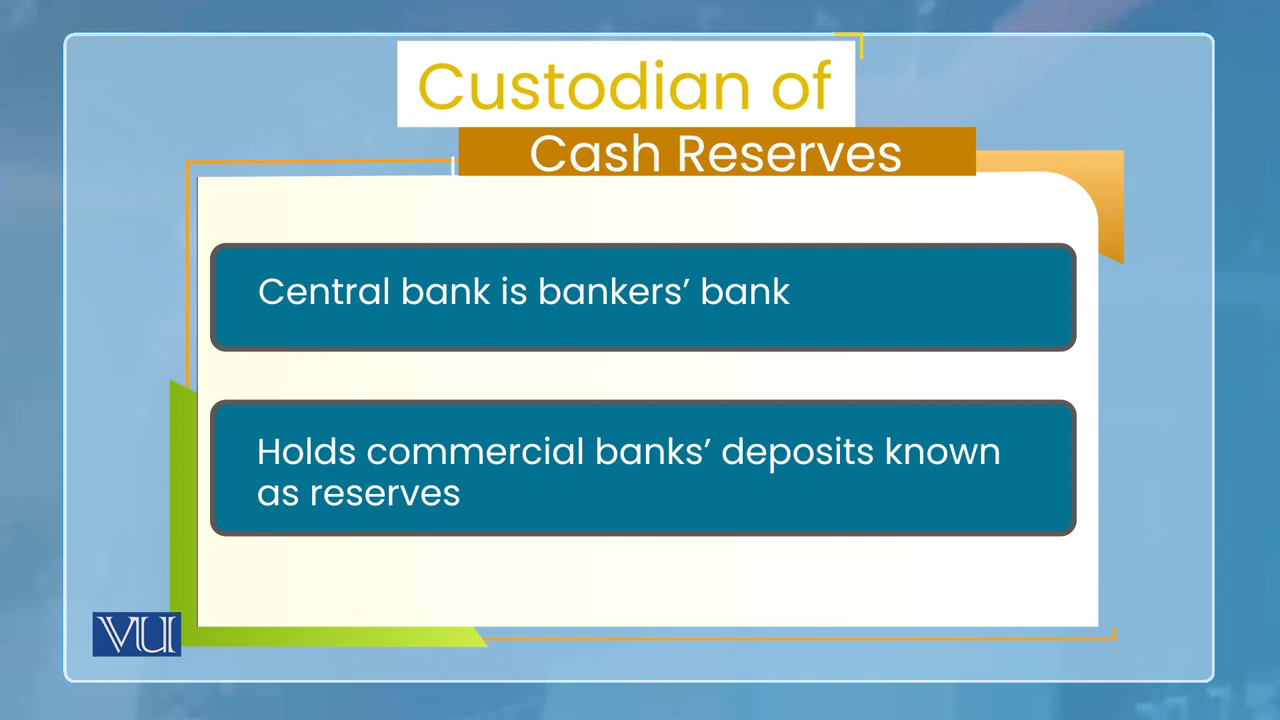 Custodian of
Cash Reserves
Central bank is bankers’ bank
Holds commercial banks’ deposits known
as reserves
VU